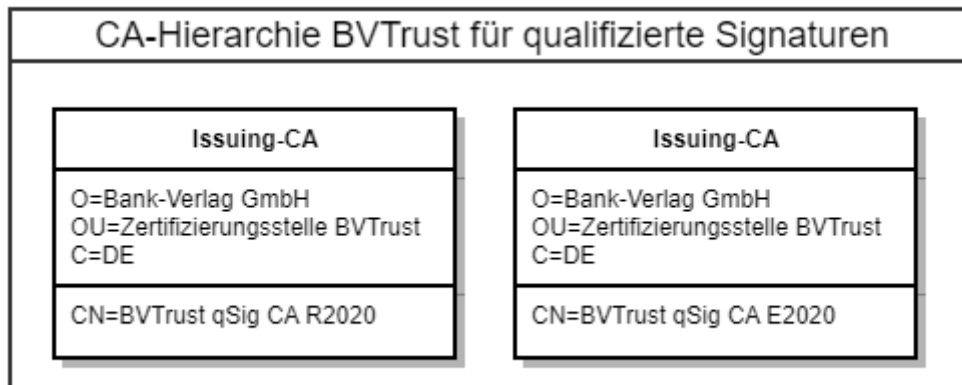 CA-Hierarchie BVTrust für qualifizierte Signaturen
Issuing-CA
O=Bank-Verlag GmbH
OU=Zertifizierungsstelle BVTrust
C=DE
CN=BVTrust qSig CA R2020
Issuing-CA
O=Bank-Verlag GmbH
OU=Zertifizierungsstelle BVTrust
C=DE
CN=BVTrust qSig CA E2020